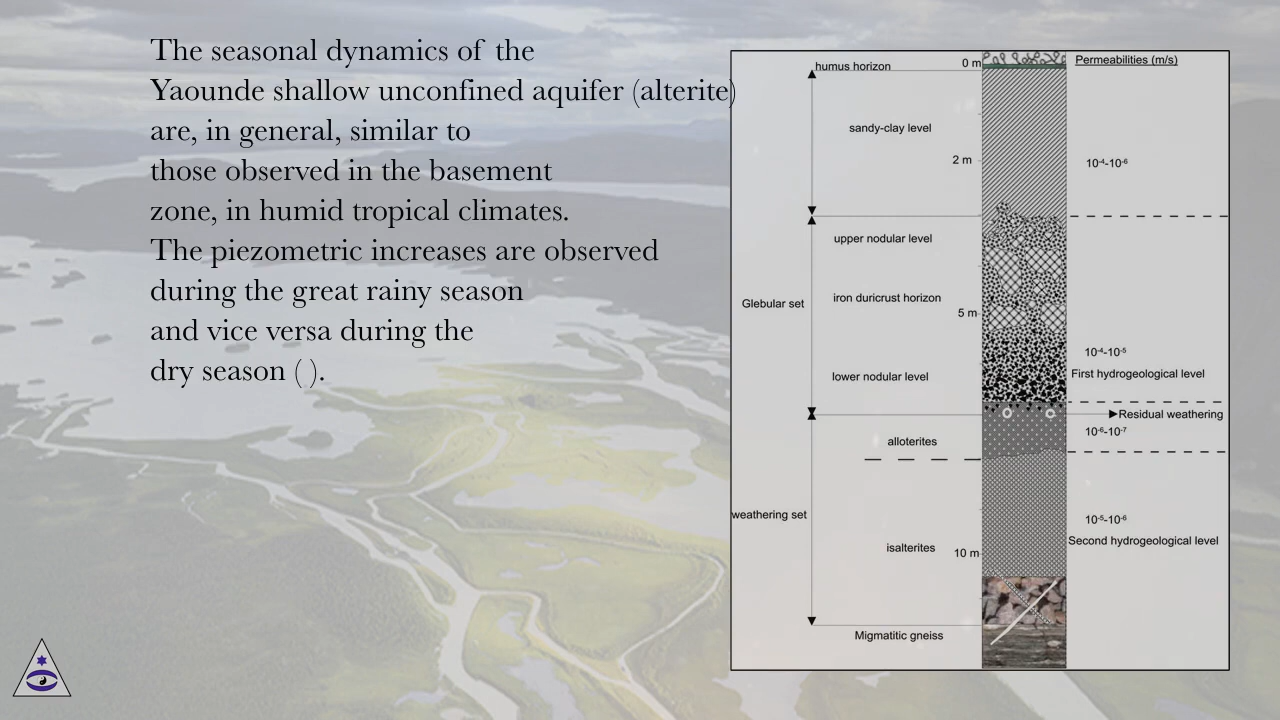 The seasonal dynamics of the
Yaounde shallow unconfined aquifer (alterite)
are, in general, similar to
those observed in the basement
zone, in humid tropical climates.
The piezometric increases are observed
during the great rainy season
and vice versa during the
dry season ( ).
humus horizon
0 m
Permeabilities (m/s)
sandy-clay level
2 m
10-4-10-6
upper nodular level
Glebular set
iron duricrust horizon
5 m
10-4-10-5
lower nodular level
First hydrogeological level
Residual weathering
alloterites
10-6-10-7
weathering set
10-5-10-6
isalterites
10 m
Second hydrogeological level
Migmatitic gneiss